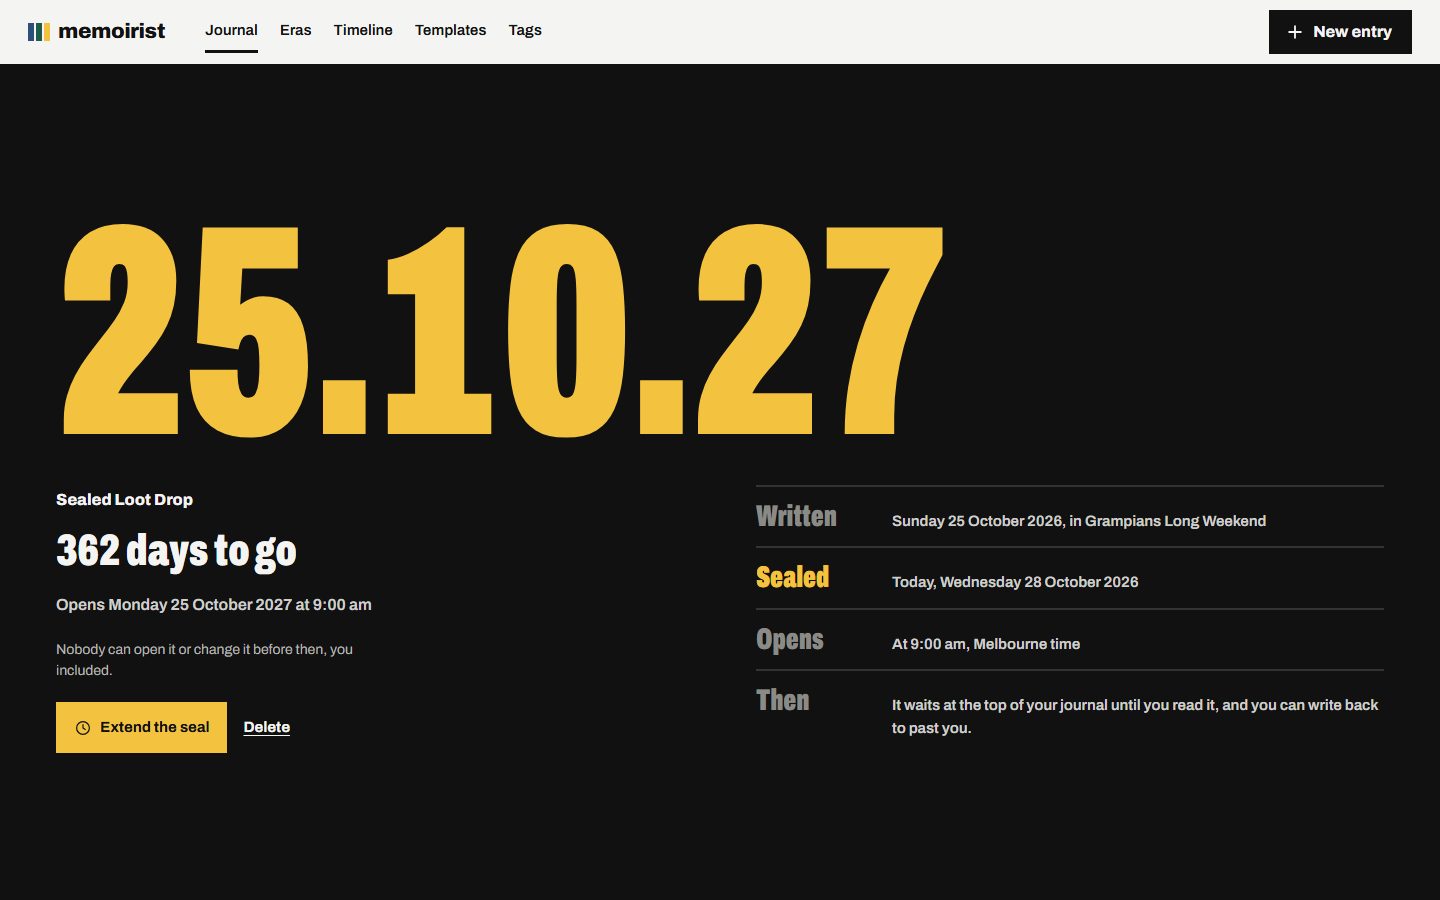 memoirist
Journal
Eras
Timeline
Templates
Tags
New entry
25.10.27
Sealed Loot Drop
362 days to go
Opens Monday 25 October 2027 at 9:00 am
Nobody can open it or change it before then, you
included.
Extend the seal
Delete
Written
Sunday 25 October 2026, in Grampians Long Weekend
Sealed
Today, Wednesday 28 October 2026
Opens
At 9:00 am, Melbourne time
Then
It waits at the top of your journal until you read it, and you can write back
to past you.